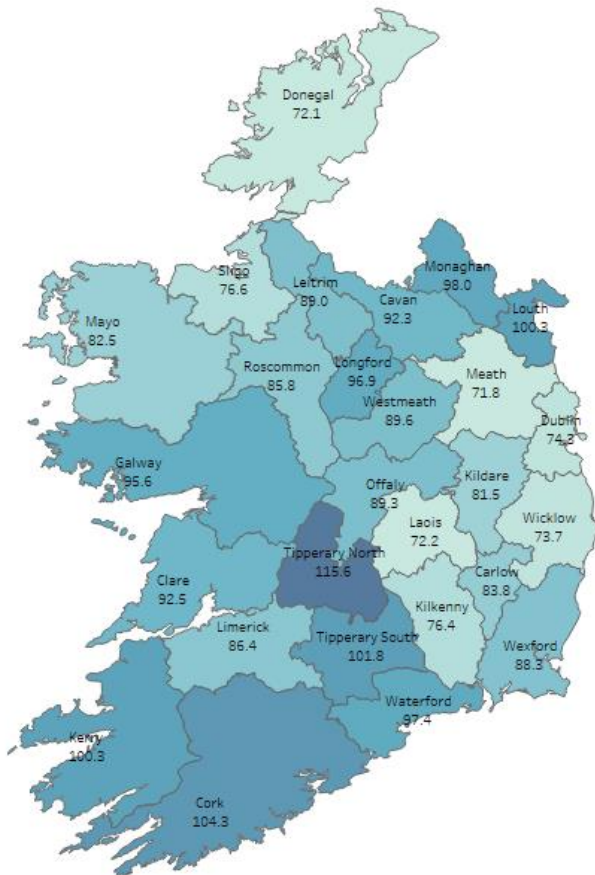 Donegal
72.1
Sligo
76.6
Leitrim
89.0
Monaghan
98.0
Cavan
92.3
Louth
100.3
Mayo
82.5
Roscommon
85.8
Longford
96.9
Meath
71.8
Westmeath
89.6
Dublin
74.3
Galway
95.6
Offaly
89.3
Kildare
81.5
Laois
72.2
Wicklow
73.7
Tipperary North
115.6
Clare
92.5
Carlow
83.8
Kilkenny
76.4
Limerick
86.4
Tipperary South
101.8
Wexford
88.3
Waterford
97.4
Kerry
100.3
Cork
104.3